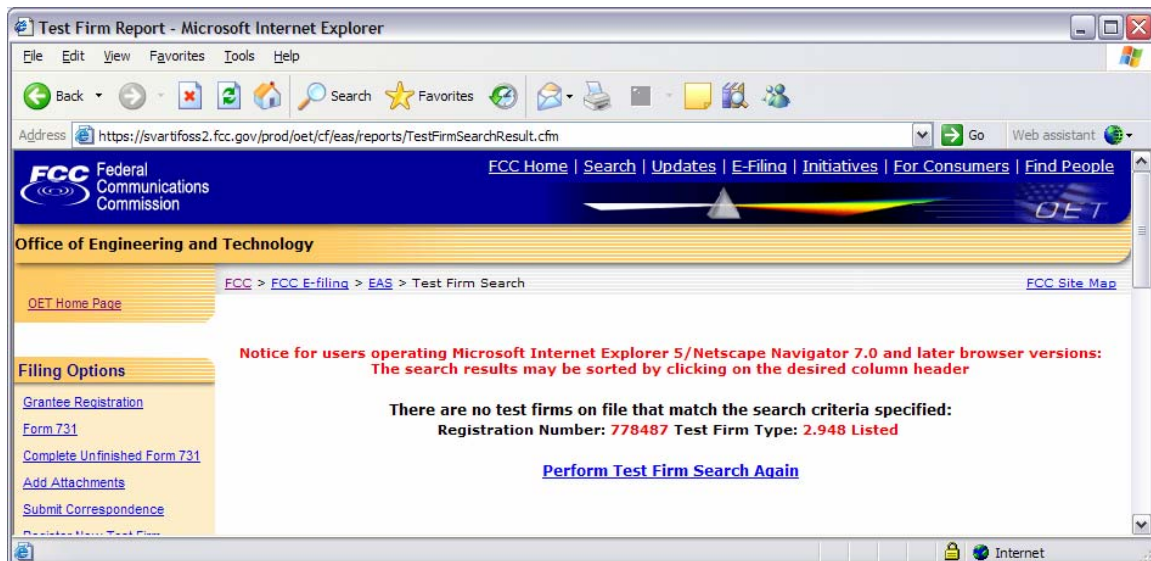 Test Firm Report - Microsoft Internet Explorer
File Edit View Favorites Tools Help
Back Search Favorites
Address https://svartifoss2.fcc.gov/prod/oet/cf/eas/reports/TestFirmSearchResult.cfm Go Web assistant
FCC Federal Communications Commission
FCC Home | Search | Updates | E-Filing | Initiatives | For Consumers | Find People
OET
Office of Engineering and Technology
FCC > FCC E-filing > EAS > Test Firm Search FCC Site Map
OET Home Page
Notice for users operating Microsoft Internet Explorer 5/Netscape Navigator 7.0 and later browser versions:
The search results may be sorted by clicking on the desired column header
There are no test firms on file that match the search criteria specified:
Registration Number: 778487 Test Firm Type: 2.948 Listed
Perform Test Firm Search Again
Filing Options
Grantee Registration
Form 731
Complete Unfinished Form 731
Add Attachments
Submit Correspondence
Register New Test Firm
Internet